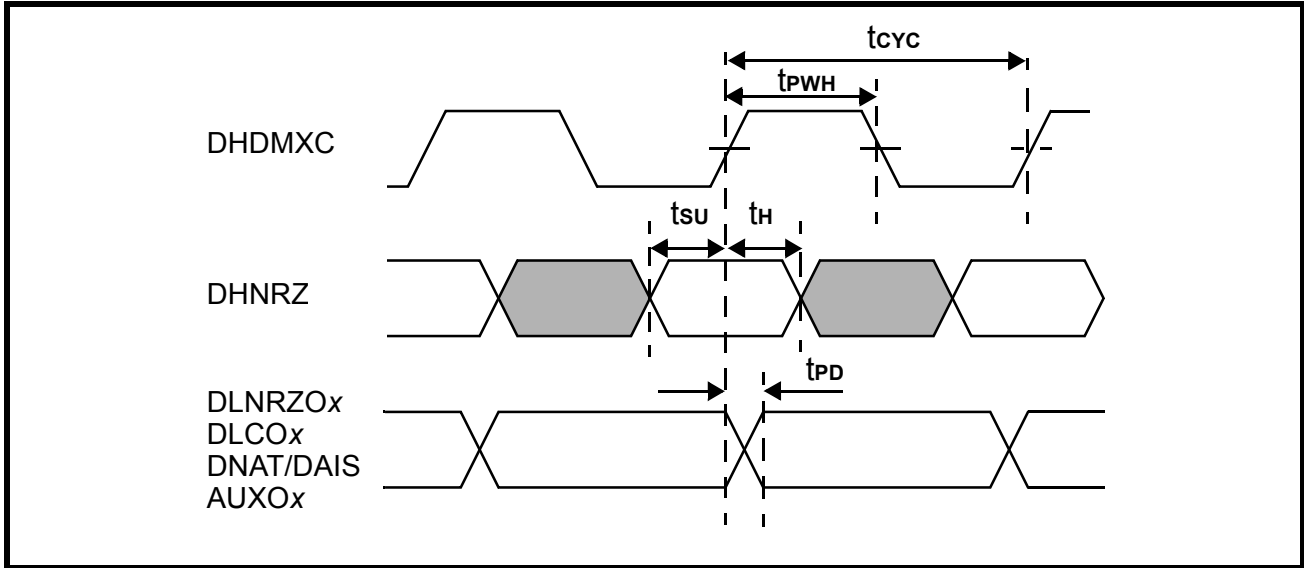 tCYC
tPWH
DHDMXC
tSU tH
DHNRZ
tPD
DLNRZOx
DLCOx
DNAT/DAIS
AUXOx